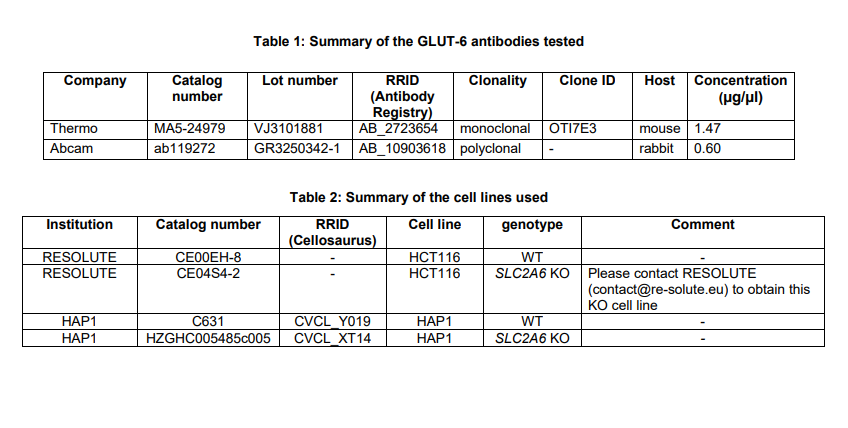 Table 1: Summary of the GLUT-6 antibodies tested
Company Catalog number Lot number RRID (Antibody Registry) Clonality Clone ID Host Concentration (µg/µl)
Thermo MA5-24979 VJ3101881 AB_2723654 monoclonal OTI7E3 mouse 1.47
Abcam ab119272 GR3250342-1 AB_10903618 polyclonal - rabbit 0.60
Table 2: Summary of the cell lines used
Institution Catalog number RRID (Cellosaurus) Cell line genotype Comment
RESOLUTE CE00EH-8 - HCT116 WT -
RESOLUTE CE04S4-2 - HCT116 SLC2A6 KO Please contact RESOLUTE
(contact@re-solute.eu) to obtain this
KO cell line
HAP1 C631 CVCL_Y019 HAP1 WT -
HAP1 HZGHC005485c005 CVCL_XT14 HAP1 SLC2A6 KO -